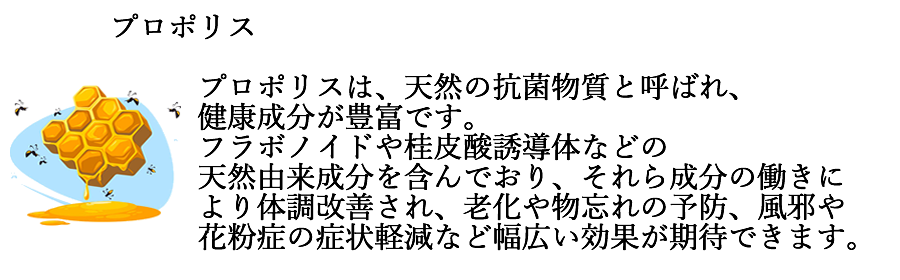 プロポリス
プロポリスは、天然の抗菌物質と呼ばれ、
健康成分が豊富です。
フラボノイドや桂皮酸誘導体などの
天然由来成分を含んでおり、それら成分の働きに
より体調改善され、老化や物忘れの予防、風邪や
花粉症の症状軽減など幅広い効果が期待できます。